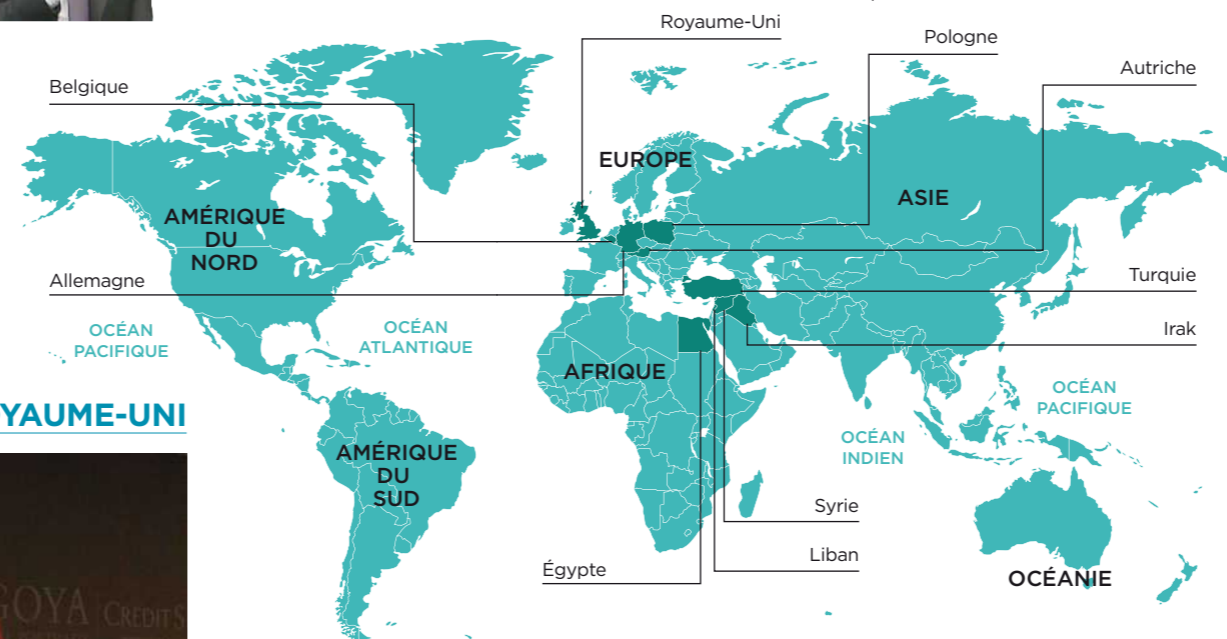 Royaume-Uni
Pologne
Autriche
Belgique
EUROPE
ASIE
AMÉRIQUE
DU
NORD
Allemagne
Turquie
OCÉAN
PACIFIQUE
OCÉAN
ATLANTIQUE
Irak
AFRIQUE
OCÉAN
PACIFIQUE
YAUME-UNI
OCÉAN
INDIEN
AMÉRIQUE
DU
SUD
Syrie
Liban
Égypte
OCÉANIE
GOYA CREDIT S